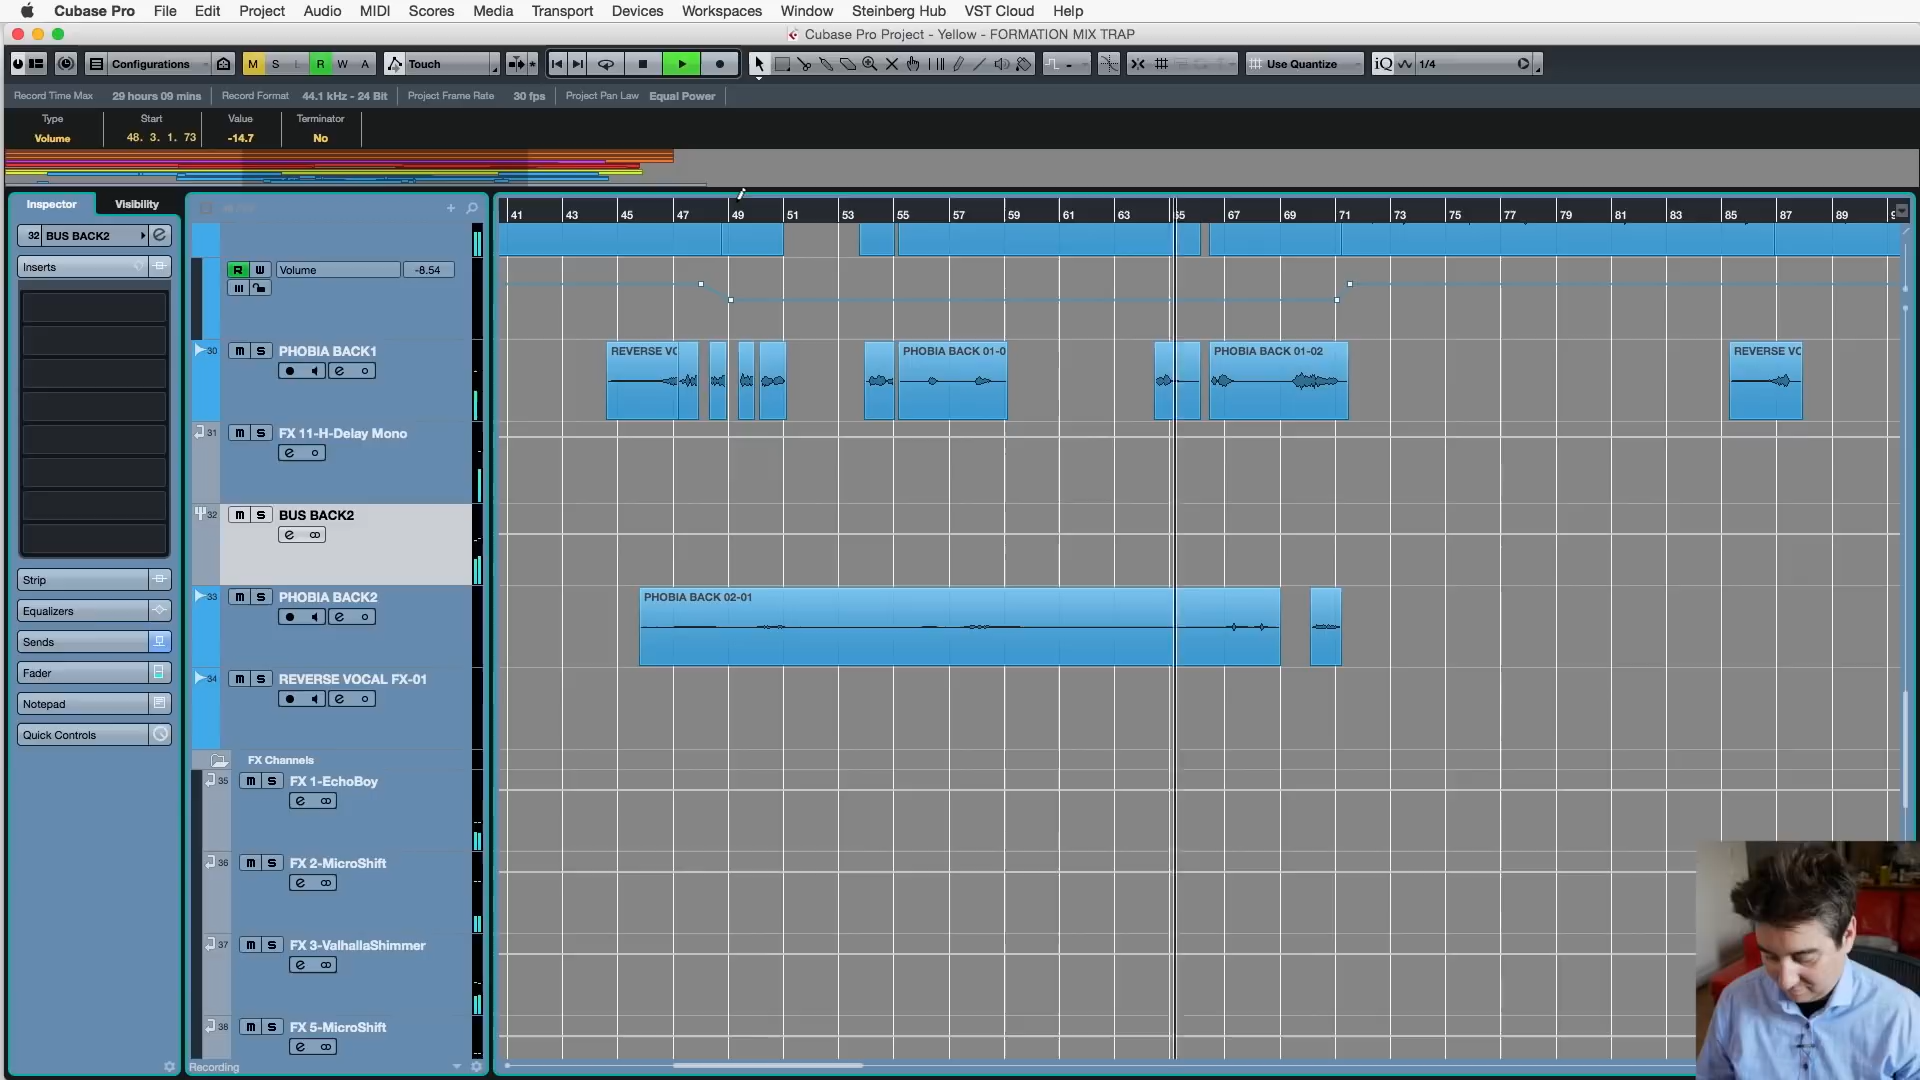 Cubase Pro File Edit Project Audio MIDI Scores Media Transport Devices Workspaces Window Steinberg Hub VST Cloud Help
Cubase Pro Project - Yellow - FORMATION MIX TRAP
Configurations M S L R W A Touch Use Quantize iQ 1/4
Record Time Max 29 hours 09 mins Record Format 44.1 kHz - 24 Bit Project Frame Rate 30 fps Project Pan Law Equal Power
Type Start Value Terminator
Volume 48. 3. 1. 73 -14.7 No
Inspector Visibility
41 43 45 47 49 51 53 55 57 59 61 63 65 67 69 71 73 75 77 79 81 83 85 87 89
32 BUS BACK2
Inserts
R W Volume -8.54
30 m S PHOBIA BACK1
REVERSE VC PHOBIA BACK 01-0 PHOBIA BACK 01-02 REVERSE VC
31 m S FX 11-H-Delay Mono
32 m S BUS BACK2
Strip
33 m S PHOBIA BACK2
PHOBIA BACK 02-01
Equalizers
Sends
Fader
34 m S REVERSE VOCAL FX-01
Notepad
Quick Controls
FX Channels
35 m S FX 1-EchoBoy
36 m S FX 2-MicroShift
37 m S FX 3-ValhallaShimmer
38 m S FX 5-MicroShift
Recording